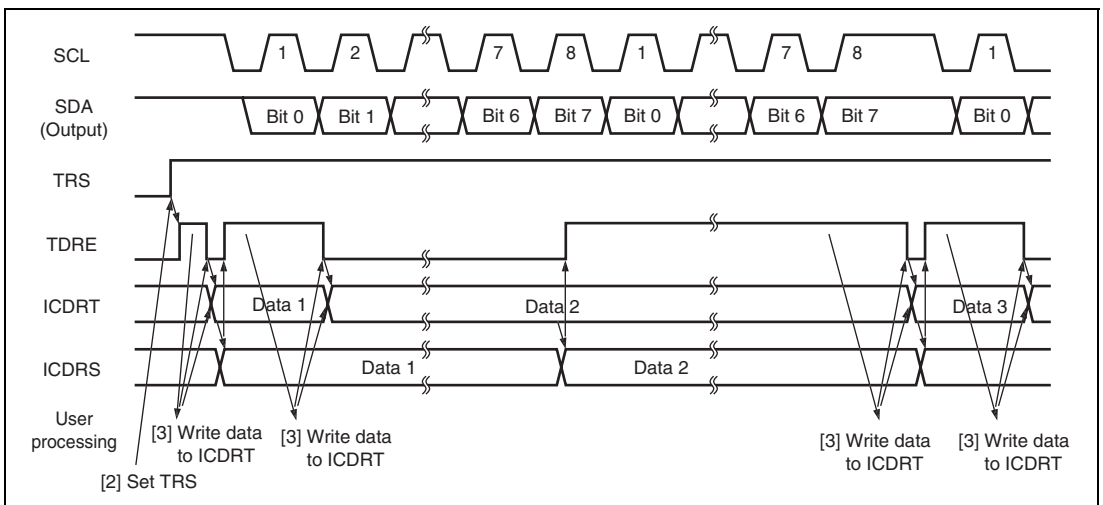 SCL 1 2 7 8 1 7 8 1
SDA
(Output) Bit 0 Bit 1 Bit 6 Bit 7 Bit 0 Bit 6 Bit 7 Bit 0
TRS
TDRE
ICDRT Data 1 Data 2 Data 3
ICDRS Data 1 Data 2
User
processing
[3] Write data
to ICDRT
[3] Write data
to ICDRT
[3] Write data
to ICDRT
[3] Write data
to ICDRT
[2] Set TRS